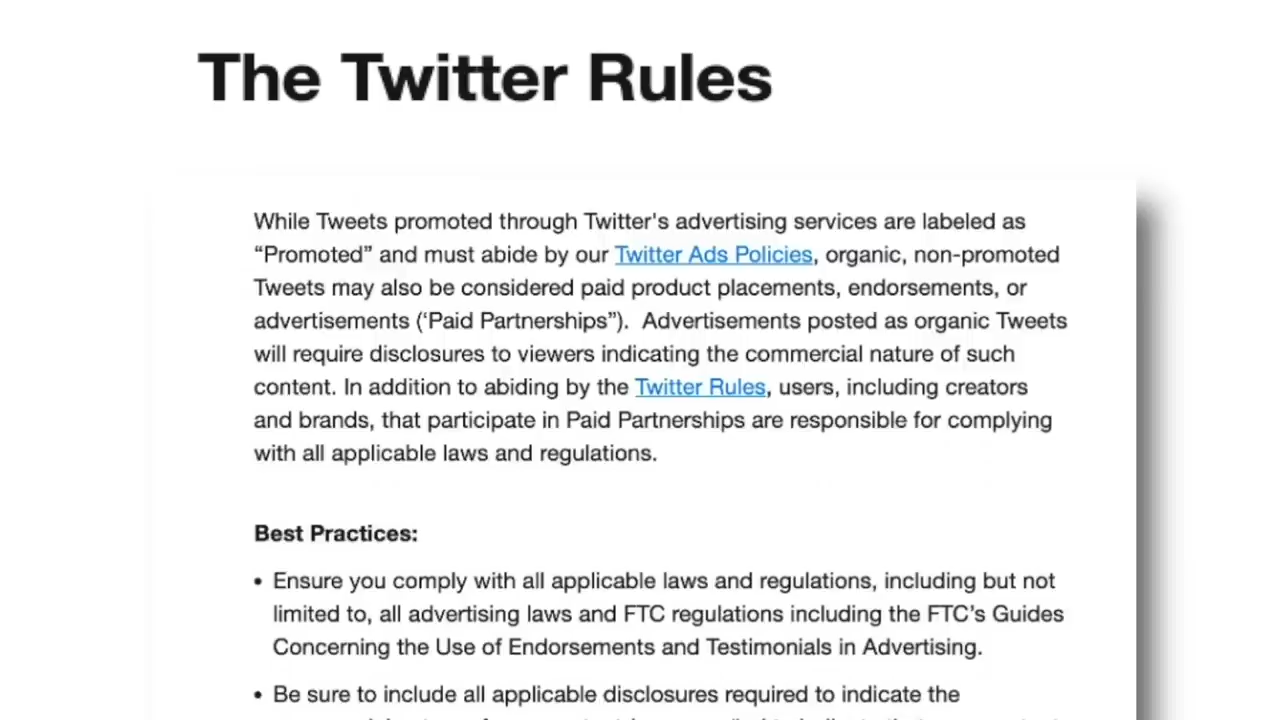 The Twitter Rules
While Tweets promoted through Twitter's advertising services are labeled as
“Promoted” and must abide by our Twitter Ads Policies, organic, non-promoted
Tweets may also be considered paid product placements, endorsements, or
advertisements (‘Paid Partnerships”).  Advertisements posted as organic Tweets
will require disclosures to viewers indicating the commercial nature of such
content. In addition to abiding by the Twitter Rules, users, including creators
and brands, that participate in Paid Partnerships are responsible for complying
with all applicable laws and regulations.
Best Practices:
• Ensure you comply with all applicable laws and regulations, including but not
limited to, all advertising laws and FTC regulations including the FTC’s Guides
Concerning the Use of Endorsements and Testimonials in Advertising.
• Be sure to include all applicable disclosures required to indicate the